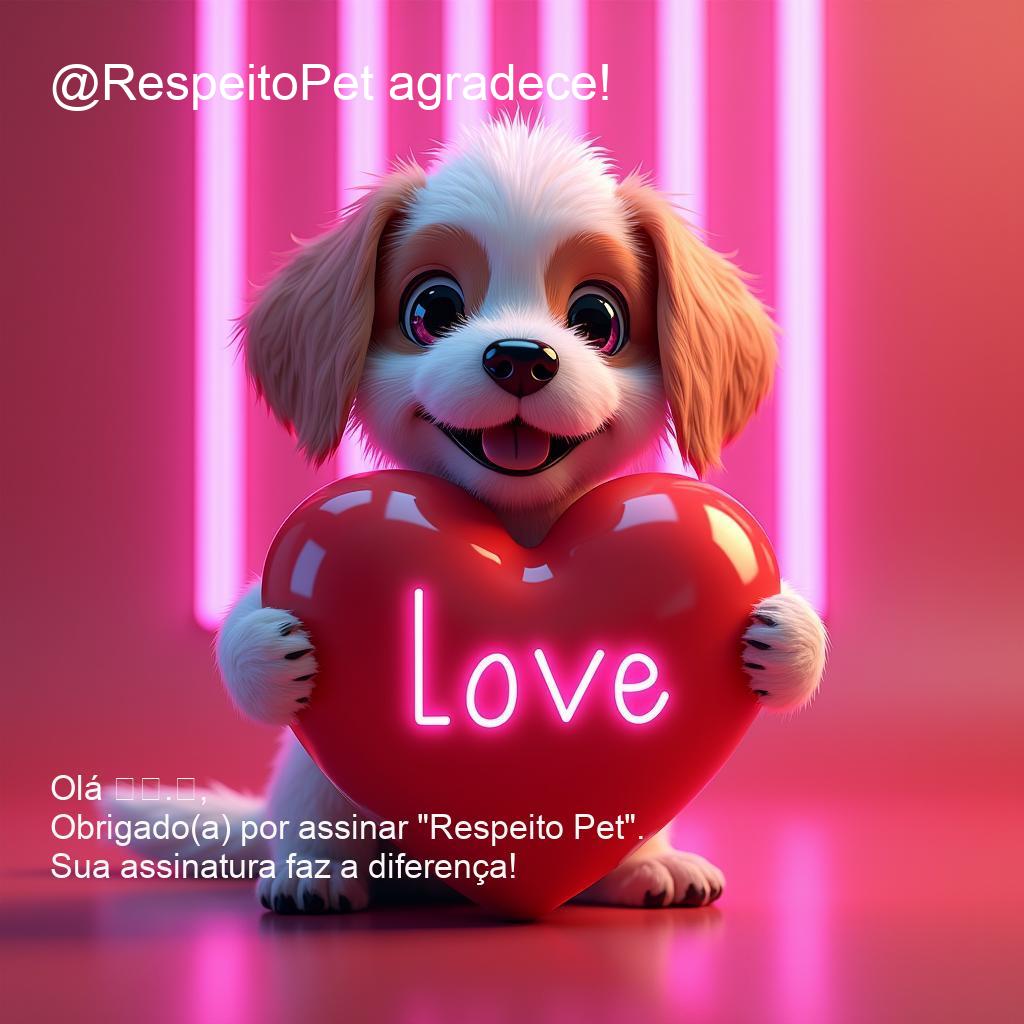 @RespeitoPet agradece!
Love
Olá
Obrigado(a) por assinar "Respeito Pet".
Sua assinatura faz a diferença!